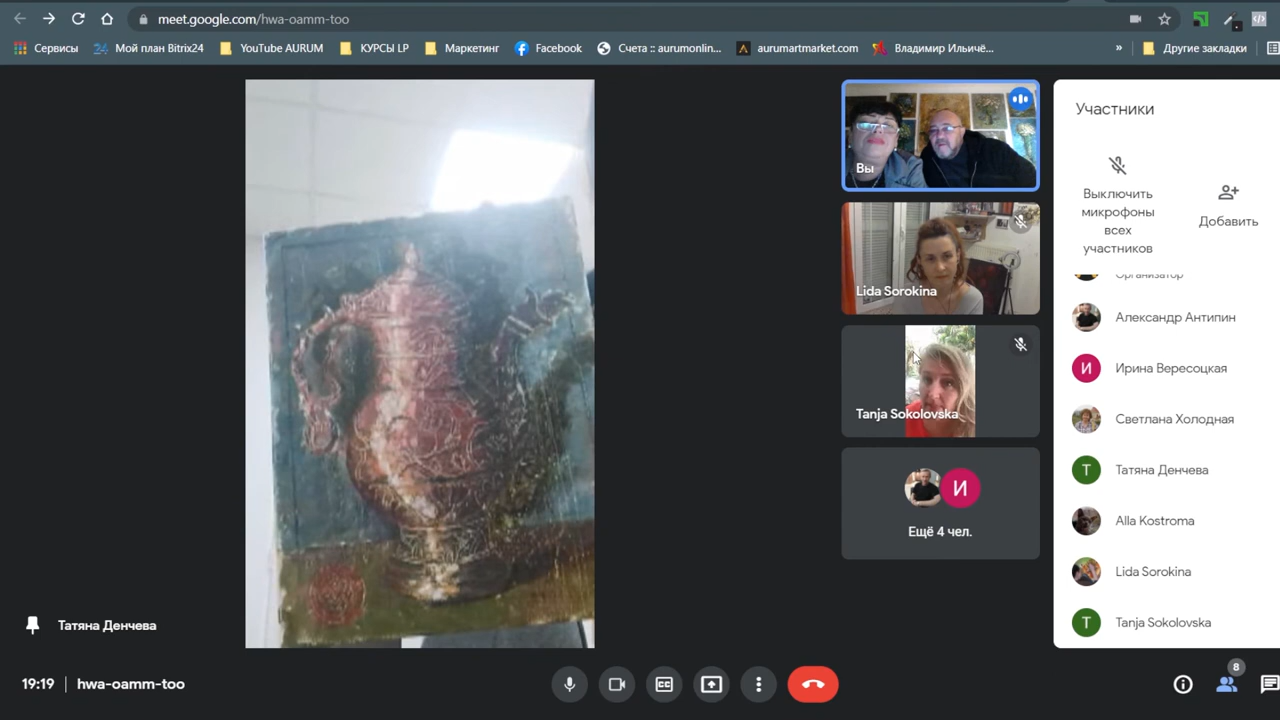 meet.google.com/hwa-oamm-too
Сервисы
24 Мой план Bitrix24
YouTube AURUM
КУРСЫ LP
Маркетинг
Facebook
Счета :: aurumonlin...
aurumartmarket.com
Владимир Ильичё...
»
Другие закладки
Вы
Lida Sorokina
Tanja Sokolovska
И
Ещё 4 чел.
Участники
Выключить
микрофоны
всех
участников
Добавить
Организатор
Александр Антипин
И Ирина Вересоцкая
Светлана Холодная
Т Татяна Денчева
Alla Kostroma
Lida Sorokina
T Tanja Sokolovska
Татяна Денчева
19:19 | hwa-oamm-too
CC
8